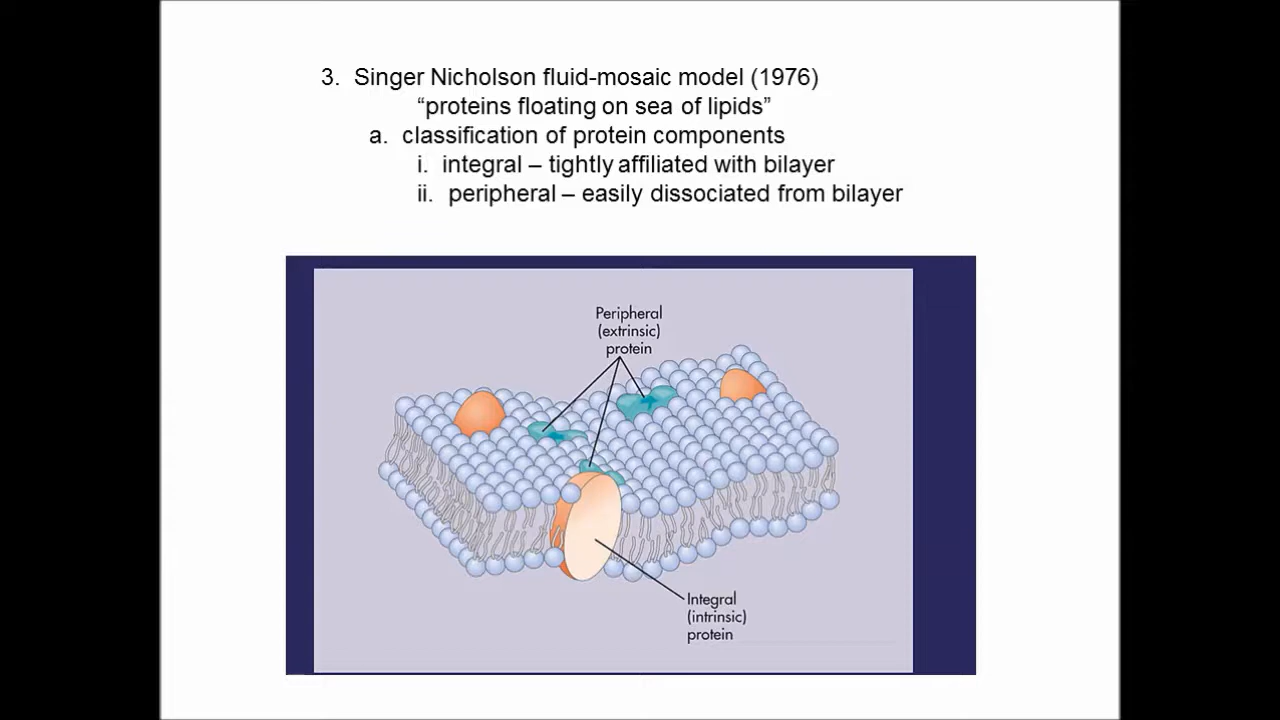 3. Singer Nicholson fluid-mosaic model (1976)
“proteins floating on sea of lipids”
a. classification of protein components
i. integral – tightly affiliated with bilayer
ii. peripheral – easily dissociated from bilayer
Peripheral
(extrinsic)
protein
Integral
(intrinsic)
protein